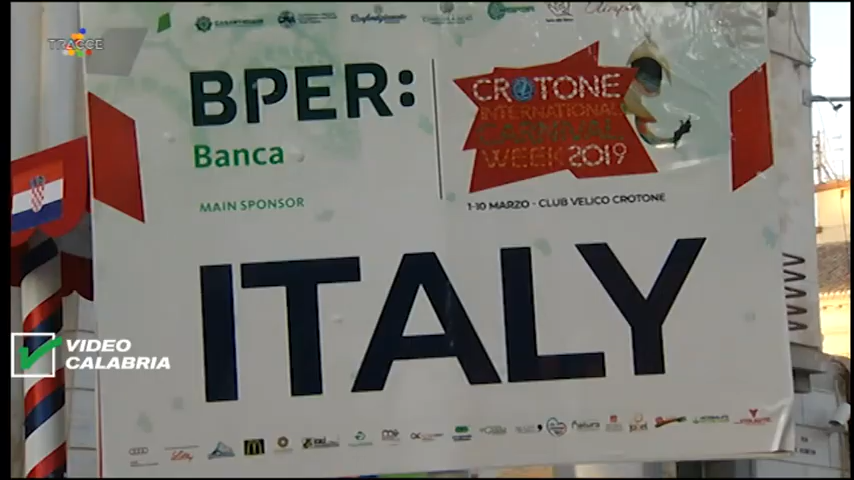 TRACCE
BPER:
Banca
MAIN SPONSOR
CROTONE
INTERNATIONAL
CARNIVAL
WEEK 2019
1-10 MARZO - CLUB VELICO CROTONE
ITALY
VIDEO
CALABRIA